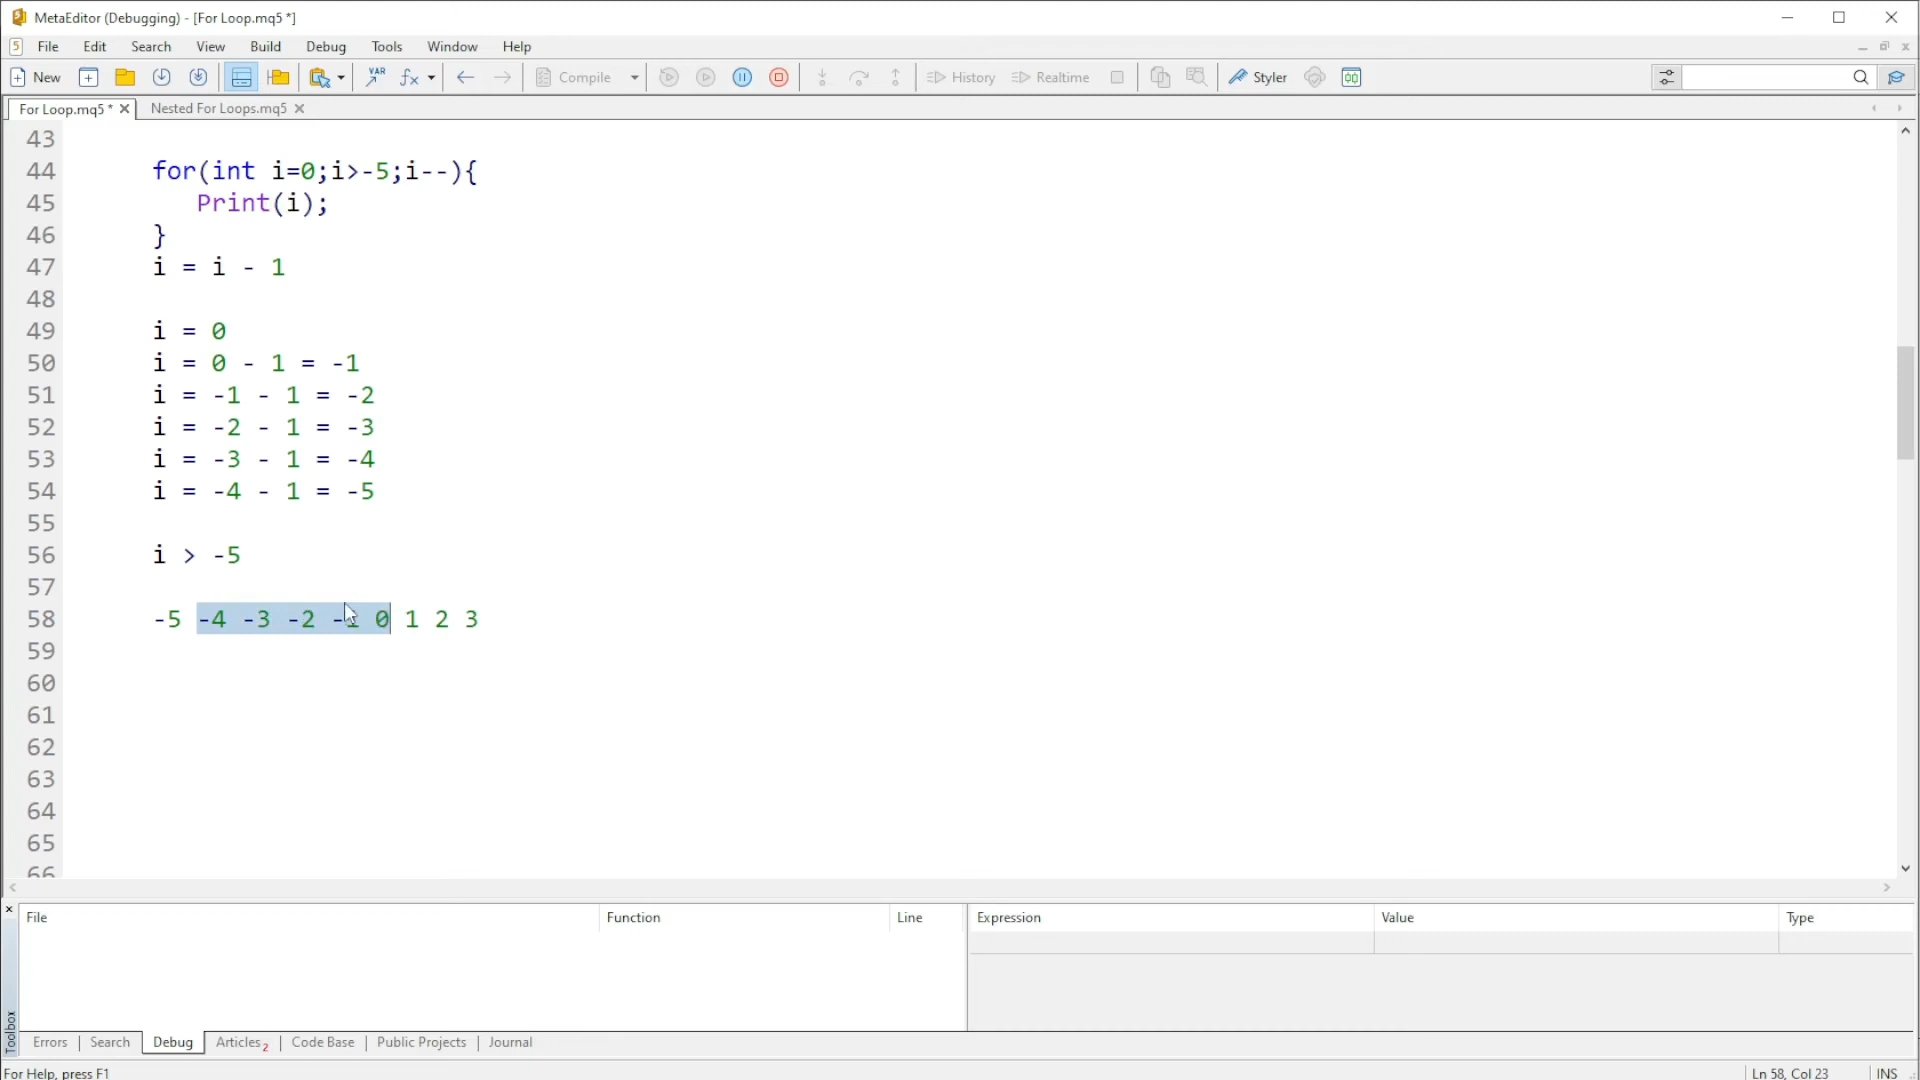 MetaEditor (Debugging) - [For Loop.mq5 *]
5 File Edit Search View Build Debug Tools Window Help
New VAR fx Compile History Realtime Styler
For Loop.mq5 * Nested For Loops.mq5
43
44 for(int i=0;i>-5;i--){
45 Print(i);
46 }
47 i = i - 1
48
49 i = 0
50 i = 0 - 1 = -1
51 i = -1 - 1 = -2
52 i = -2 - 1 = -3
53 i = -3 - 1 = -4
54 i = -4 - 1 = -5
55
56 i > -5
57
58 -5 -4 -3 -2 -1 0 1 2 3
59
60
61
62
63
64
65
66
File Function Line Expression Value Type
Toolbox
Errors Search Debug Articles 2 Code Base Public Projects Journal
For Help, press F1 Ln 58, Col 23 INS